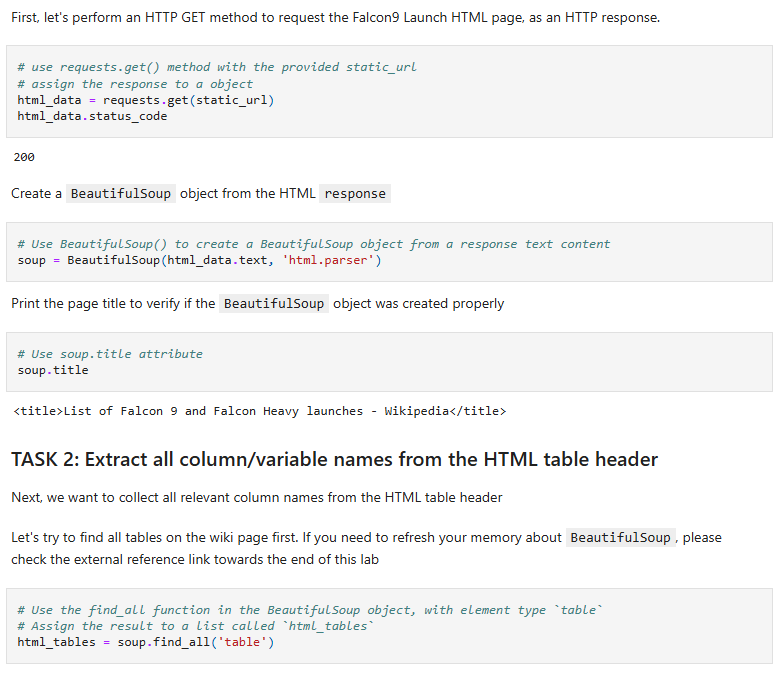 First, let's perform an HTTP GET method to request the Falcon9 Launch HTML page, as an HTTP response.
# use requests.get() method with the provided static_url
# assign the response to a object
html_data = requests.get(static_url)
html_data.status_code
200
Create a BeautifulSoup object from the HTML response
# Use BeautifulSoup() to create a BeautifulSoup object from a response text content
soup = BeautifulSoup(html_data.text, 'html.parser')
Print the page title to verify if the BeautifulSoup object was created properly
# Use soup.title attribute
soup.title
<title>List of Falcon 9 and Falcon Heavy launches - Wikipedia</title>
TASK 2: Extract all column/variable names from the HTML table header
Next, we want to collect all relevant column names from the HTML table header
Let's try to find all tables on the wiki page first. If you need to refresh your memory about BeautifulSoup, please
check the external reference link towards the end of this lab
# Use the find_all function in the BeautifulSoup object, with element type `table`
# Assign the result to a list called `html_tables`
html_tables = soup.find_all('table')